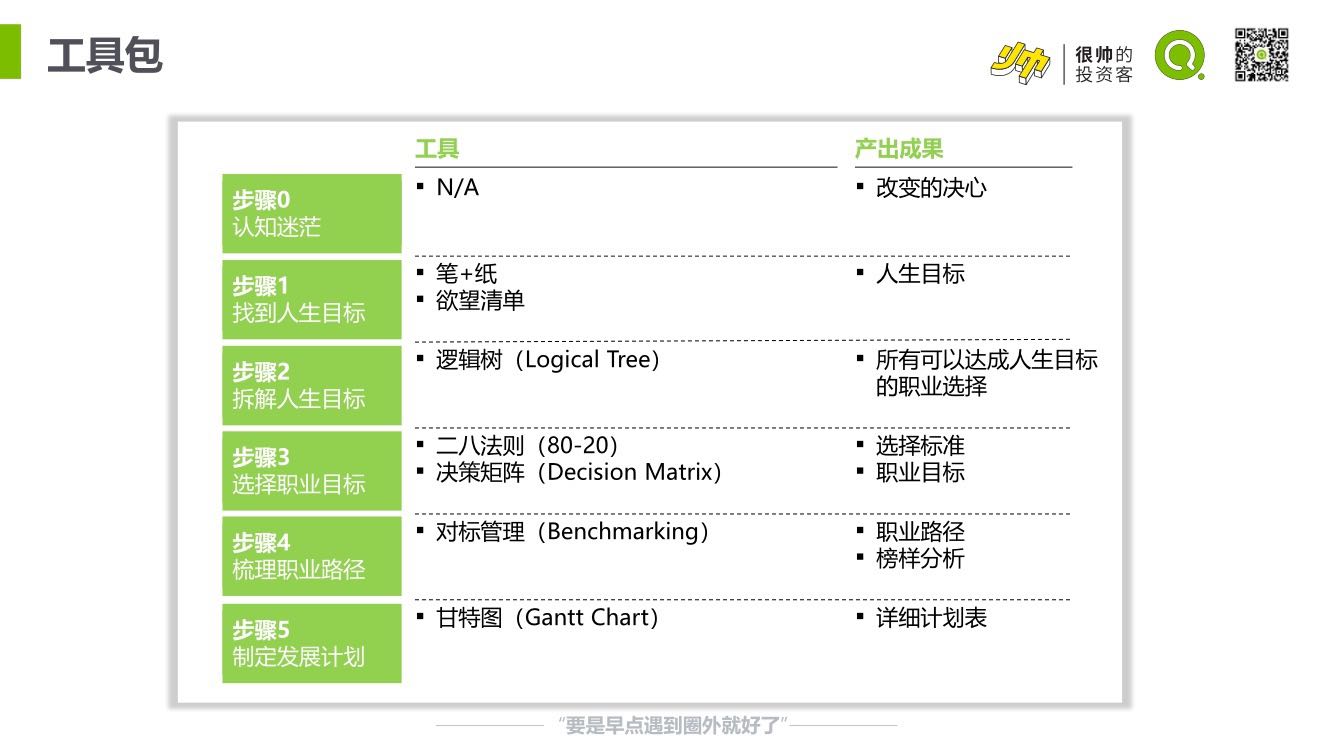 工具包
很帅的
投资客
工具
产出成果
步骤0
认知迷茫
▪ N/A
▪ 改变的决心
步骤1
找到人生目标
▪ 笔+纸
▪ 欲望清单
▪ 人生目标
步骤2
拆解人生目标
▪ 逻辑树（Logical Tree）
▪ 所有可以达成人生目标
的职业选择
步骤3
选择职业目标
▪ 二八法则（80-20）
▪ 决策矩阵（Decision Matrix）
▪ 选择标准
▪ 职业目标
步骤4
梳理职业路径
▪ 对标管理（Benchmarking）
▪ 职业路径
▪ 榜样分析
步骤5
制定发展计划
▪ 甘特图（Gantt Chart）
▪ 详细计划表
“要是早点遇到圈外就好了”